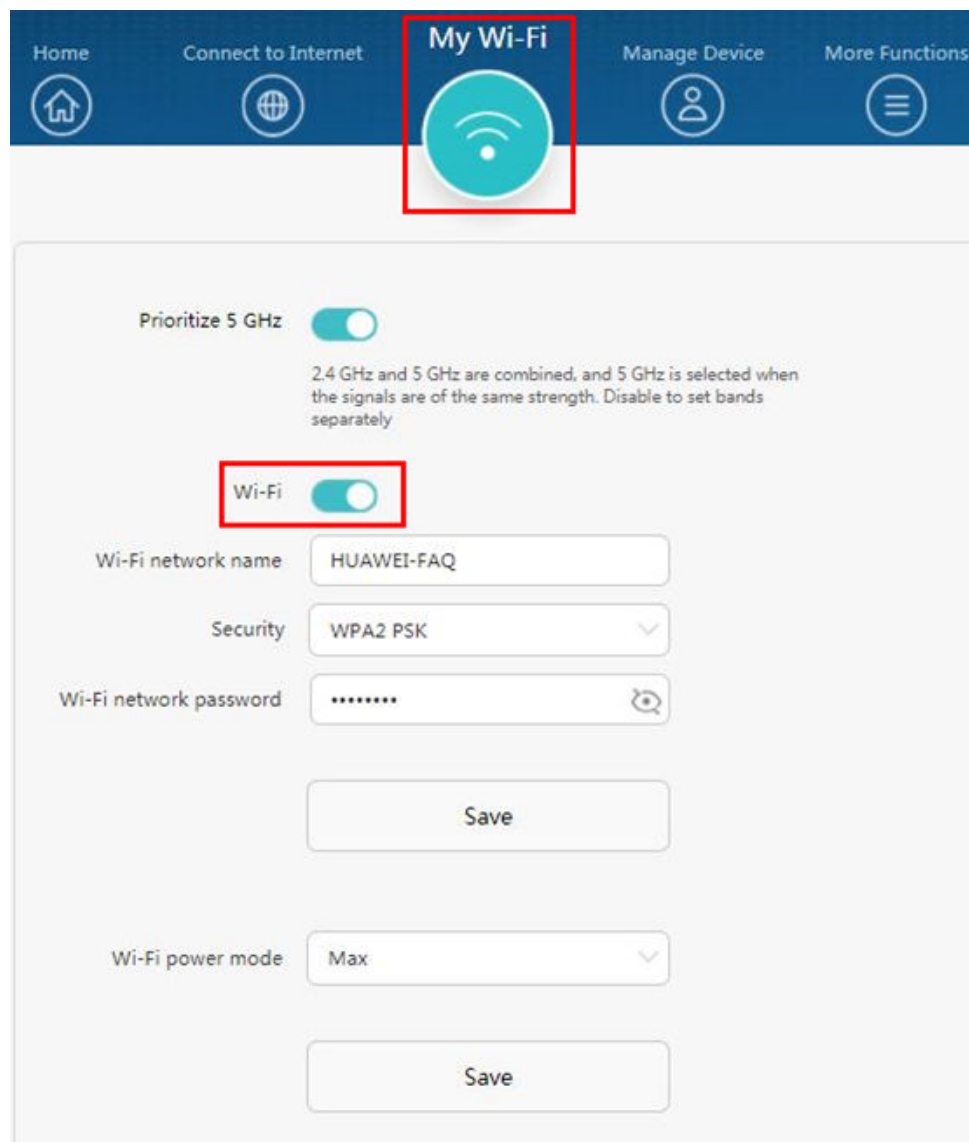 Home
Connect to Internet
My Wi-Fi
Manage Device
More Functions
Prioritize 5 GHz
2.4 GHz and 5 GHz are combined, and 5 GHz is selected when
the signals are of the same strength. Disable to set bands
separately
Wi-Fi
Wi-Fi network name HUAWEI-FAQ
Security WPA2 PSK
Wi-Fi network password ••••••••
Save
Wi-Fi power mode Max
Save